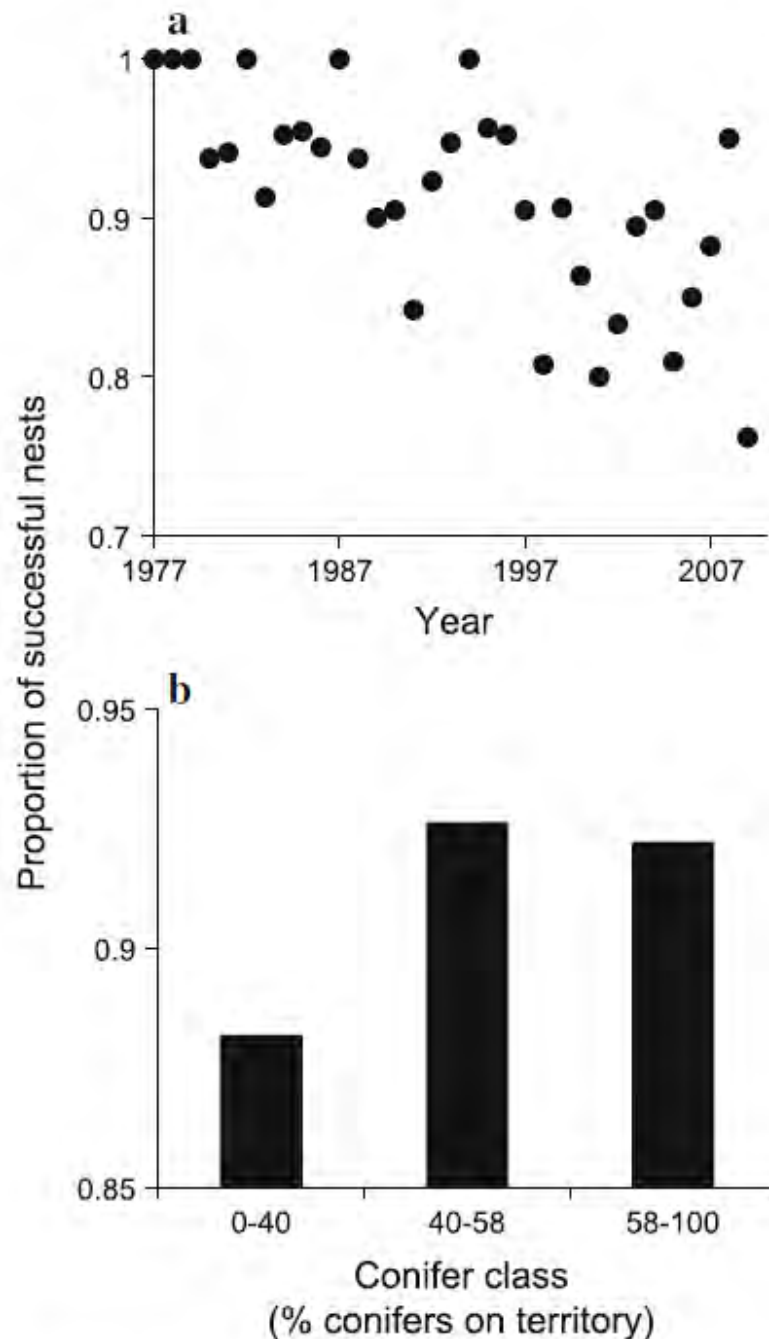 a
1
0.9
0.8
0.7
1977 1987 1997 2007
Year
Proportion of successful nests
b
0.95
0.9
0.85
0-40 40-58 58-100
Conifer class
(% conifers on territory)